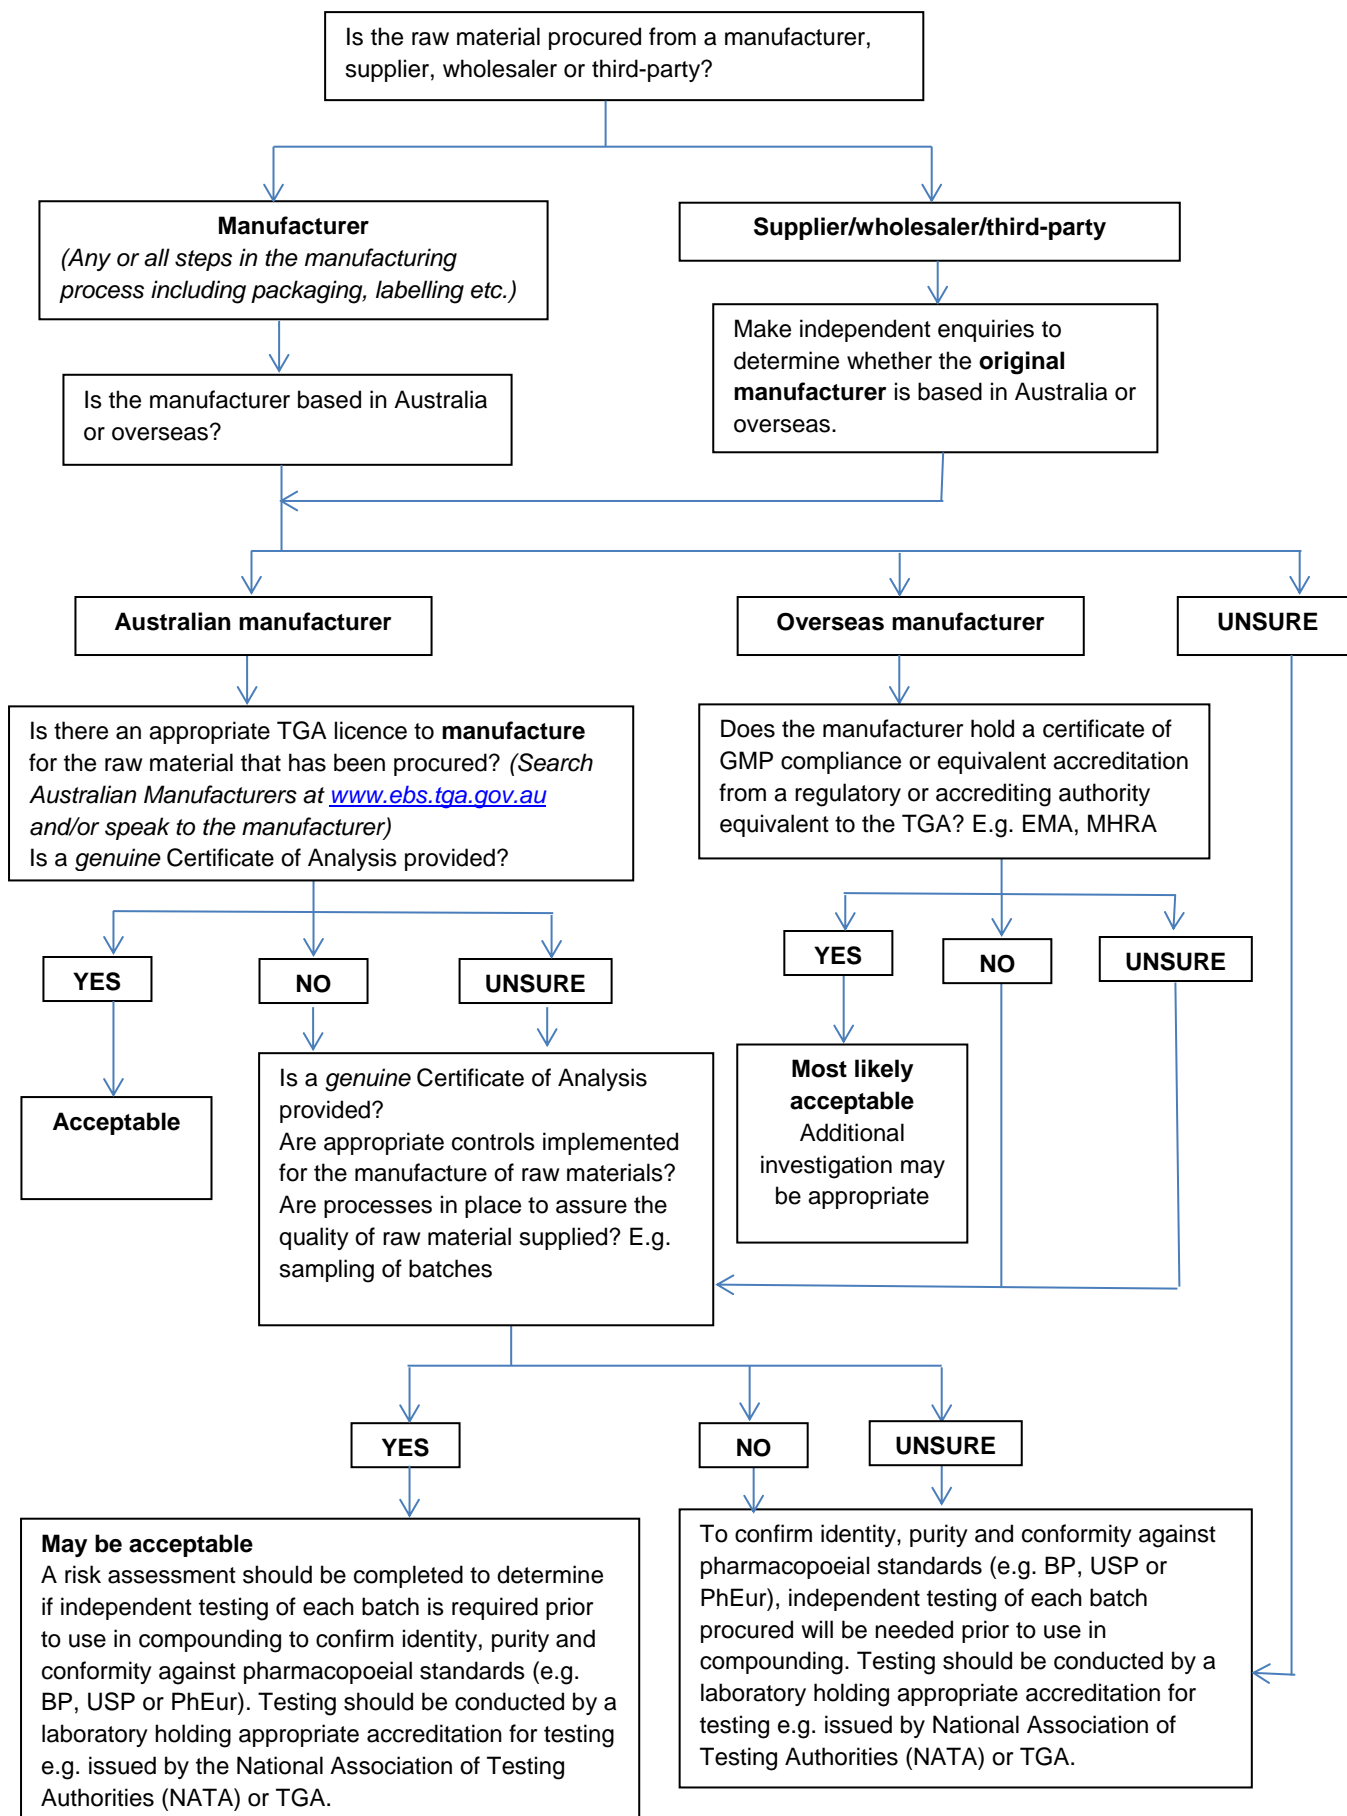 Is the raw material procured from a manufacturer,
supplier, wholesaler or third-party?
Manufacturer
(Any or all steps in the manufacturing
process including packaging, labelling etc.)
Supplier/wholesaler/third-party
Is the manufacturer based in Australia
or overseas?
Make independent enquiries to
determine whether the original
manufacturer is based in Australia or
overseas.
Australian manufacturer
Overseas manufacturer
UNSURE
Is there an appropriate TGA licence to manufacture
for the raw material that has been procured? (Search
Australian Manufacturers at www.ebs.tga.gov.au
and/or speak to the manufacturer)
Is a genuine Certificate of Analysis provided?
Does the manufacturer hold a certificate of
GMP compliance or equivalent accreditation
from a regulatory or accrediting authority
equivalent to the TGA? E.g. EMA, MHRA
YES
NO
UNSURE
YES
NO
UNSURE
Acceptable
Is a genuine Certificate of Analysis
provided?
Are appropriate controls implemented
for the manufacture of raw materials?
Are processes in place to assure the
quality of raw material supplied? E.g.
sampling of batches
Most likely
acceptable
Additional
investigation may
be appropriate
YES
NO
UNSURE
May be acceptable
A risk assessment should be completed to determine
if independent testing of each batch is required prior
to use in compounding to confirm identity, purity and
conformity against pharmacopoeial standards (e.g.
BP, USP or PhEur). Testing should be conducted by a
laboratory holding appropriate accreditation for testing
e.g. issued by the National Association of Testing
Authorities (NATA) or TGA.
To confirm identity, purity and conformity against
pharmacopoeial standards (e.g. BP, USP or
PhEur), independent testing of each batch
procured will be needed prior to use in
compounding. Testing should be conducted by a
laboratory holding appropriate accreditation for
testing e.g. issued by National Association of
Testing Authorities (NATA) or TGA.